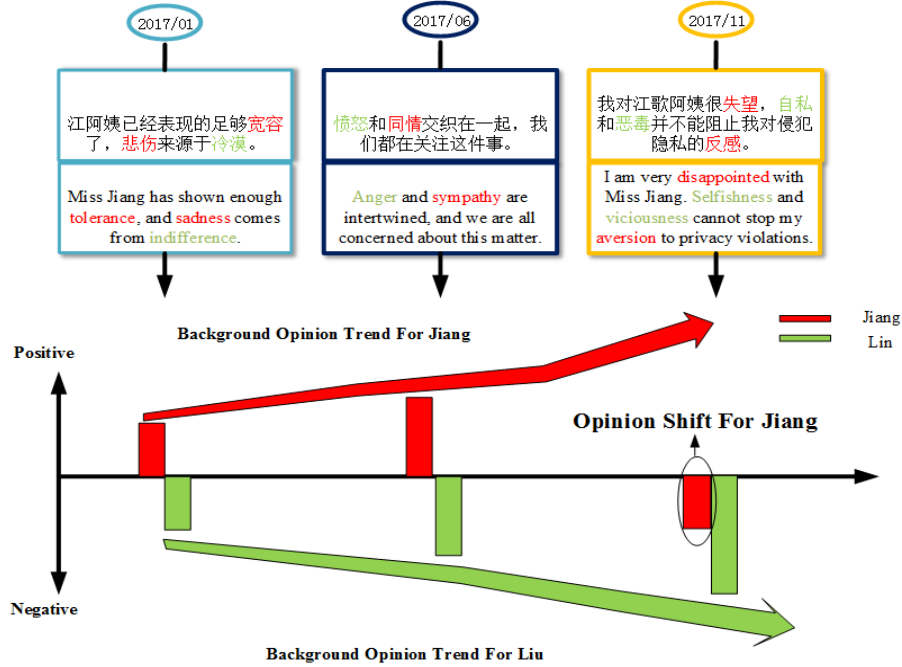 2017/01
2017/06
2017/11
江阿姨已经表现的足够宽容
了，悲伤来源于冷漠。
愤怒和同情交织在一起，我
们都在关注这件事。
我对江歌阿姨很失望，自私
和恶毒并不能阻止我对侵犯
隐私的反感。
Miss Jiang has shown enough
tolerance, and sadness comes
from indifference.
Anger and sympathy are
intertwined, and we are all
concerned about this matter.
I am very disappointed with
Miss Jiang. Selfishness and
viciousness cannot stop my
aversion to privacy violations.
Background Opinion Trend For Jiang
Jiang
Lin
Positive
Opinion Shift For Jiang
Negative
Background Opinion Trend For Liu